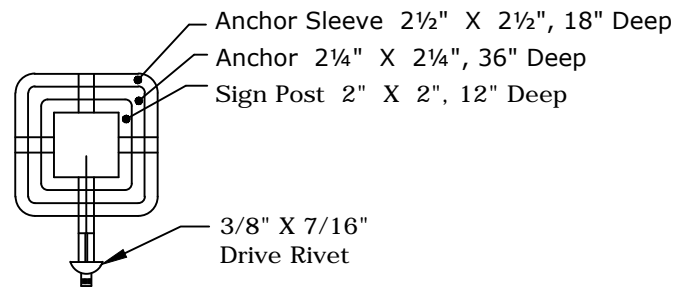 Anchor Sleeve 2½" X 2½", 18" Deep
Anchor 2¼" X 2¼", 36" Deep
Sign Post 2" X 2", 12" Deep
3/8" X 7/16"
Drive Rivet